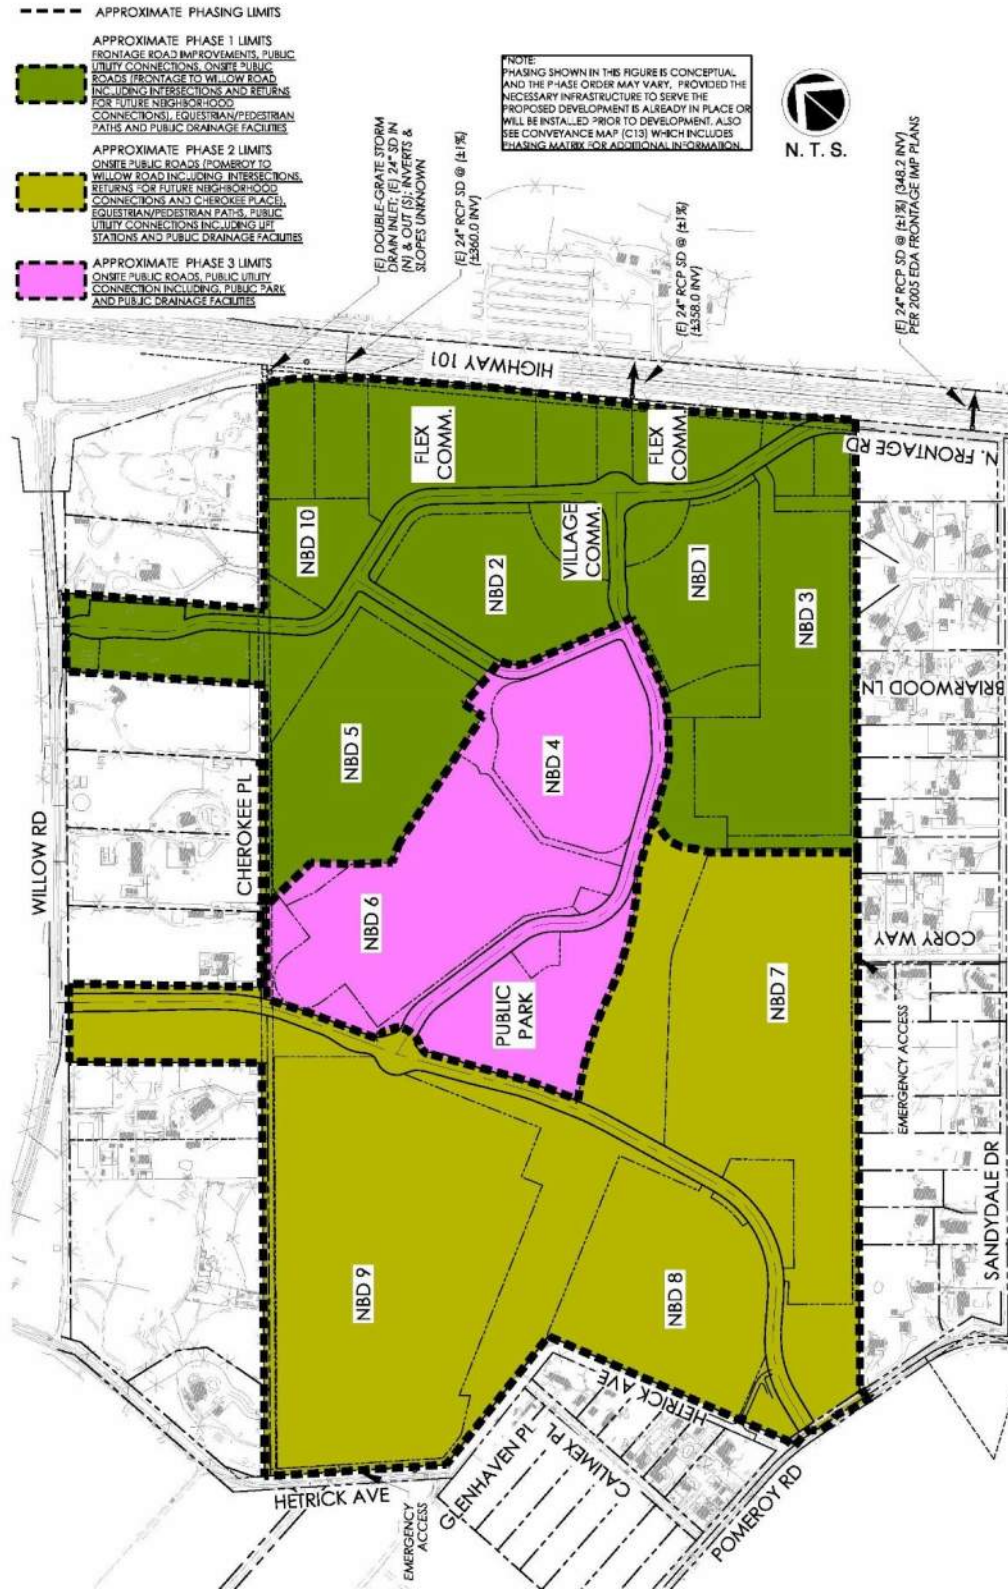 APPROXIMATE PHASING LIMITS
APPROXIMATE PHASE 1 LIMITS
FRONTAGE ROAD IMPROVEMENTS, PUBLIC
UTILITY CONNECTIONS, ONSITE PUBLIC
ROADS (FRONTAGE TO WILLOW ROAD
INCLUDING INTERSECTIONS AND RETURNS
FOR FUTURE NEIGHBORHOOD
CONNECTIONS), EQUESTRIAN/PEDESTRIAN
PATHS AND PUBLIC DRAINAGE FACILITIES
APPROXIMATE PHASE 2 LIMITS
ONSITE PUBLIC ROADS (POMEROY TO
WILLOW ROAD INCLUDING INTERSECTIONS,
RETURNS FOR FUTURE NEIGHBORHOOD
CONNECTIONS AND CHEROKEE PLACE),
EQUESTRIAN/PEDESTRIAN PATHS, PUBLIC
UTILITY CONNECTIONS INCLUDING LIFT
STATIONS AND PUBLIC DRAINAGE FACILITIES
APPROXIMATE PHASE 3 LIMITS
ONSITE PUBLIC ROADS, PUBLIC UTILITY
CONNECTION INCLUDING, PUBLIC PARK
AND PUBLIC DRAINAGE FACILITIES
*NOTE:
PHASING SHOWN IN THIS FIGURE IS CONCEPTUAL
AND THE PHASE ORDER MAY VARY, PROVIDED THE
NECESSARY INFRASTRUCTURE TO SERVE THE
PROPOSED DEVELOPMENT IS ALREADY IN PLACE OR
WILL BE INSTALLED PRIOR TO DEVELOPMENT. ALSO
SEE CONVEYANCE MAP (C13) WHICH INCLUDES
PHASING MATRIX FOR ADDITIONAL INFORMATION.
N. T. S.
(E) DOUBLE-GRATE STORM
DRAIN INLET; (E) 24" SD IN
(N) & OUT (S); INVERTS &
SLOPES UNKNOWN
(E) 24" RCP SD @ (±1%)
(±360.0 INV)
(E) 24" RCP SD @ (±1%)
(±358.0 INV)
(E) 24" RCP SD @ (±1%) (348.2 INV)
PER 2005 EDA FRONTAGE IMP PLANS
HIGHWAY 101
N. FRONTAGE RD
FLEX
COMM.
FLEX
COMM.
NBD 10
NBD 2
VILLAGE
COMM.
NBD 1
NBD 3
BRIARWOOD LN
NBD 5
NBD 4
WILLOW RD
CHEROKEE PL
NBD 6
PUBLIC
PARK
NBD 7
CORY WAY
EMERGENCY ACCESS
SANDYDALE DR
NBD 9
NBD 8
HETRICK AVE
GLENHAVEN PL
CALIMEX PL
HETRICK AVE
EMERGENCY
ACCESS
POMEROY RD